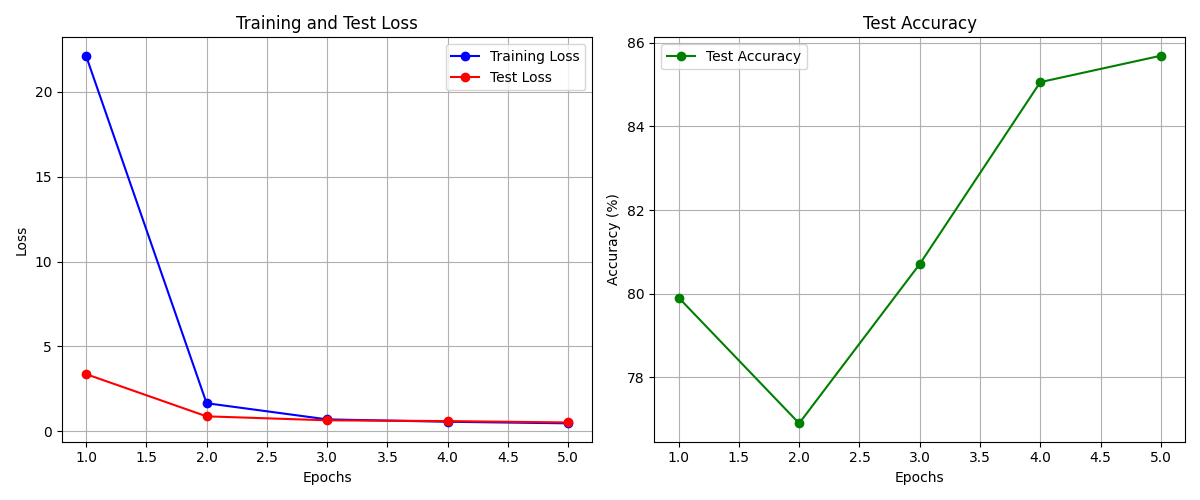 Training and Test Loss
Training Loss
Test Loss
20
15
10
5
0
Loss
1.0 1.5 2.0 2.5 3.0 3.5 4.0 4.5 5.0
Epochs
Test Accuracy
Test Accuracy
86
84
82
80
78
Accuracy (%)
1.0 1.5 2.0 2.5 3.0 3.5 4.0 4.5 5.0
Epochs